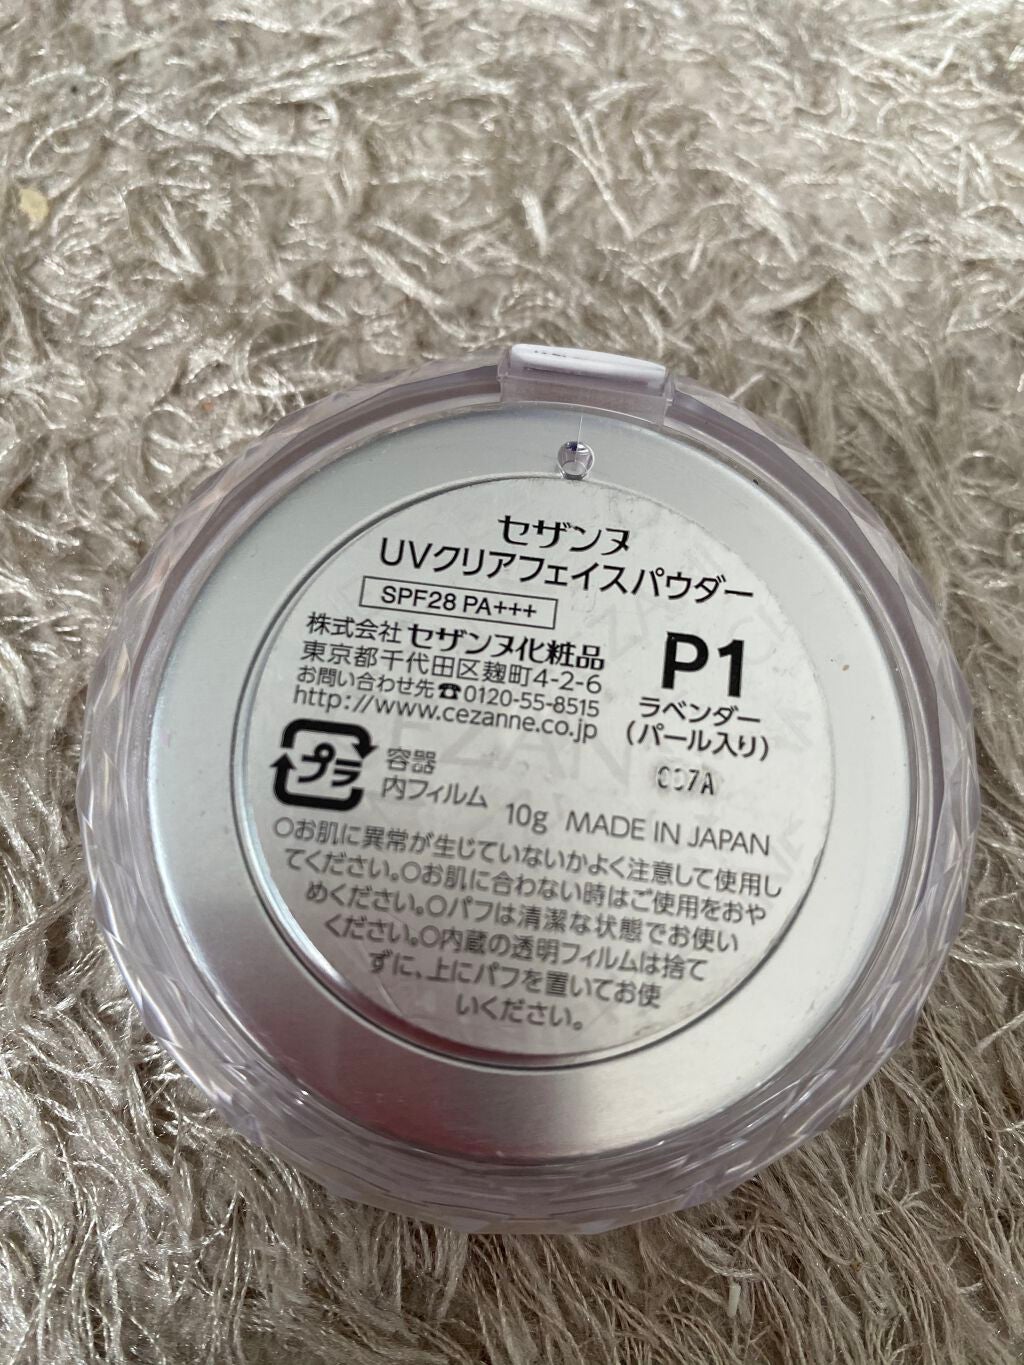 セザンヌ
UVクリアフェイスパウダー
SPF28 PA+++
株式会社 セザンヌ化粧品
東京都千代田区麹町4-2-6
お問い合わせ先☎0120-55-8515
http://www.cezanne.co.jp
P1
ラベンダー
(パール入り)
007A
プラ
容器
内フィルム
10g MADE IN JAPAN
○お肌に異常が生じていないかよく注意して使用し
てください。○お肌に合わない時はご使用をおや
めください。○パフは清潔な状態でお使い
ください。○内蔵の透明フィルムは捨て
ずに、上にパフを置いてお使
いください。